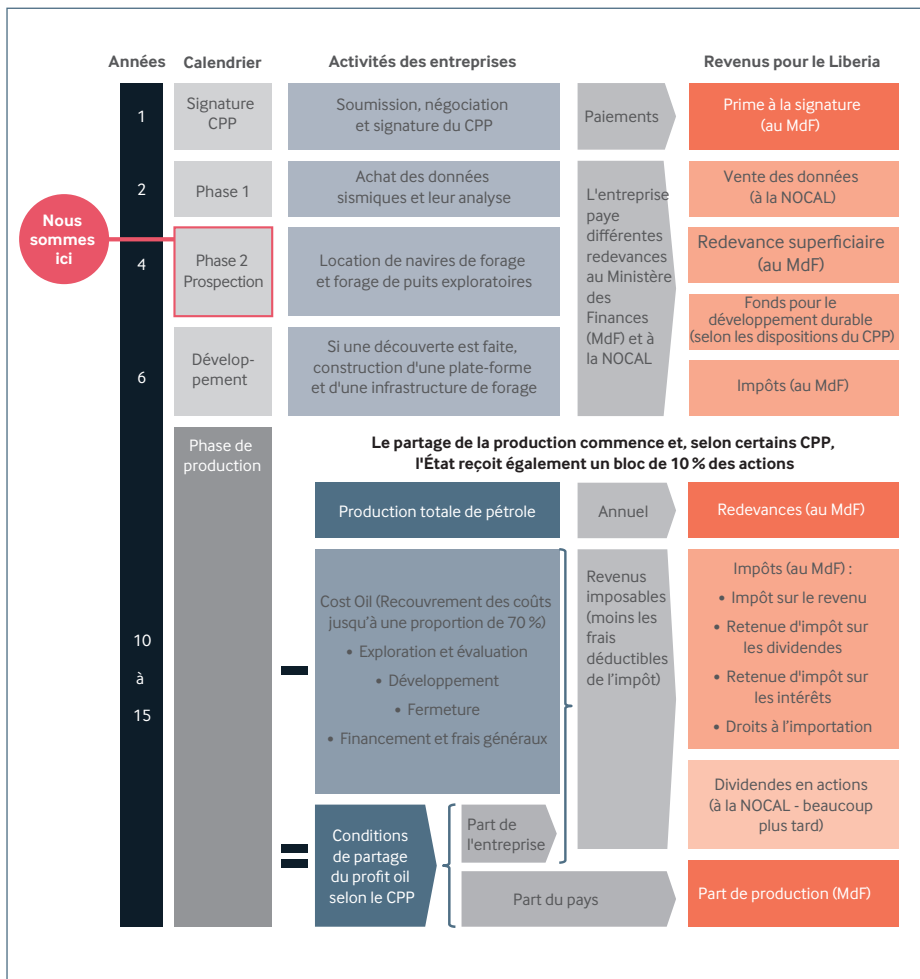 Années
Calendrier
Activités des entreprises
Revenus pour le Liberia
1
Signature
CPP
Soumission, négociation
et signature du CPP
Paiements
Prime à la signature
(au MdF)
2
Phase 1
Achat des données
sismiques et leur analyse
L'entreprise
paye
différentes
redevances
au Ministère
des
Finances
(MdF) et à
la NOCAL
Vente des données
(à la NOCAL)
Nous
sommes
ici
4
Phase 2
Prospection
Location de navires de forage
et forage de puits exploratoires
Redevance superficiaire
(au MdF)
Fonds pour le
développement durable
(selon les dispositions du CPP)
6
Dévelop-
pement
Si une découverte est faite,
construction d'une plate-forme
et d'une infrastructure de forage
Impôts (au MdF)
Phase de
production
Le partage de la production commence et, selon certains CPP,
l'État reçoit également un bloc de 10 % des actions
Production totale de pétrole
Annuel
Redevances (au MdF)
10
à
15
Cost Oil (Recouvrement des coûts
jusqu'à une proportion de 70 %)
• Exploration et évaluation
• Développement
• Fermeture
• Financement et frais généraux
Revenus
imposables
(moins les
frais
déductibles
de l'impôt)
Impôts (au MdF) :
• Impôt sur le revenu
• Retenue d'impôt sur
les dividendes
• Retenue d'impôt sur
les intérêts
• Droits à l'importation
Dividendes en actions
(à la NOCAL - beaucoup
plus tard)
Conditions
de partage
du profit oil
selon le CPP
Part de
l'entreprise
Part du pays
Part de production (MdF)